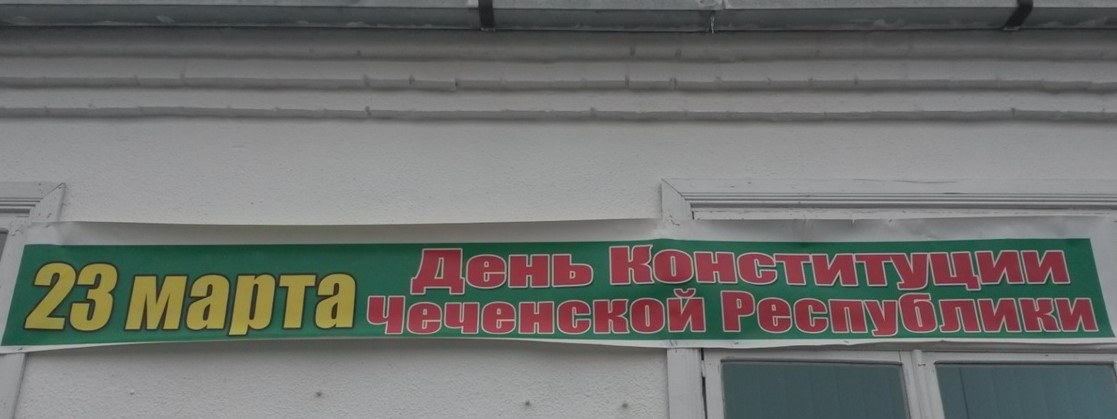 23 марта
День Конституции
Чеченской Республики